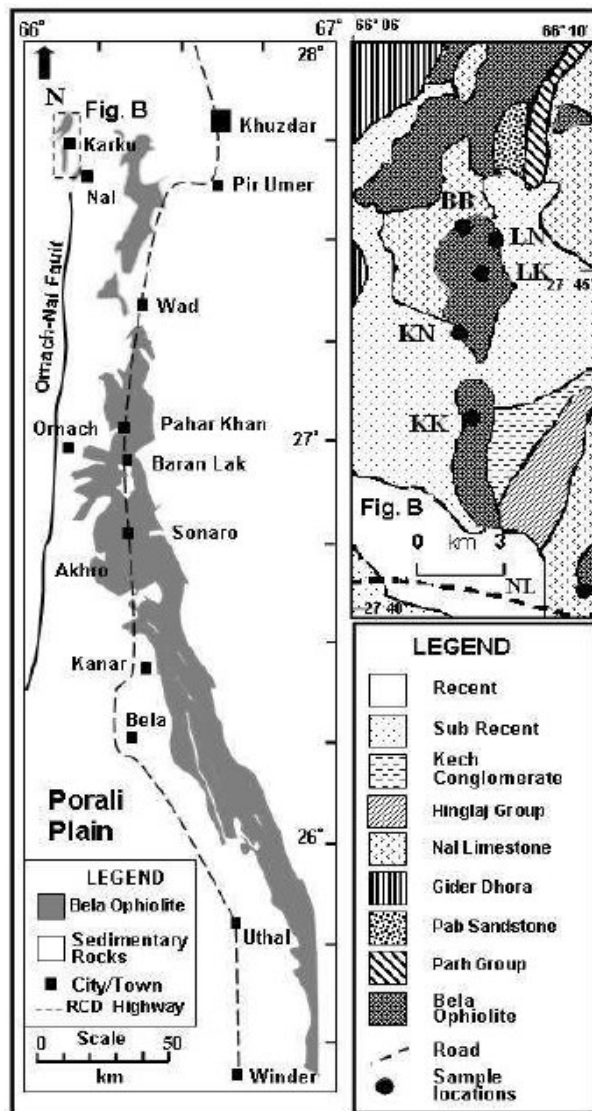 66°
67°
28°
N
Fig. B
Karku
Khuzdar
Nal
Pir Umer
Ornach-Nal Fault
Wad
Ornach
Pahar Khan
27°
Baran Lak
Sonaro
Akhro
Kanar
Bela
Porali
Plain
26°
LEGEND
Bela Ophiolite
Sedimentary
Rocks
City/Town
RCD Highway
Scale
0 50
km
Uthal
Winder
66° 06'
66° 10'
BB
LN
LK
27° 45'
KN
KK
Fig. B
0 km 3
NL
27° 40'
LEGEND
Recent
Sub Recent
Kech
Conglomerate
Hinglaj Group
Nal Limestone
Gider Dhora
Pab Sandstone
Parh Group
Bela
Ophiolite
Road
Sample
locations